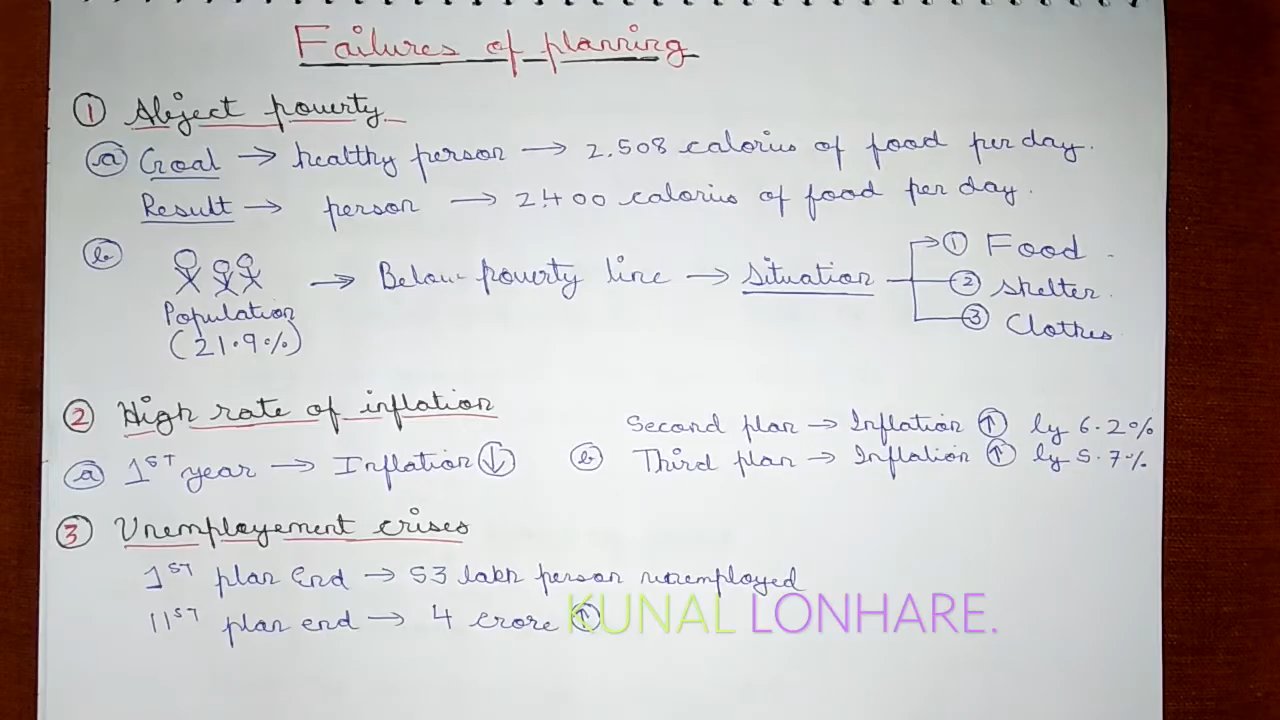 Failures of planning
① Abject poverty
ⓐ Goal → healthy person → 2.508 calories of food per day.
Result → person → 2400 calories of food per day.
ⓑ Population (21.9%) → Below poverty line → Situation → ① Food
② Shelter.
③ Clothes
② High rate of inflation
ⓐ 1ST year → Inflation ↓
ⓑ Second plan → Inflation ↑ by 6.2%
Third plan → Inflation ↑ by 5.7%
③ Unemployement crises
1ST plan End → 53 lakh person unemployed
11ST plan end → 4 crore ↑
KUNAL LONHARE.